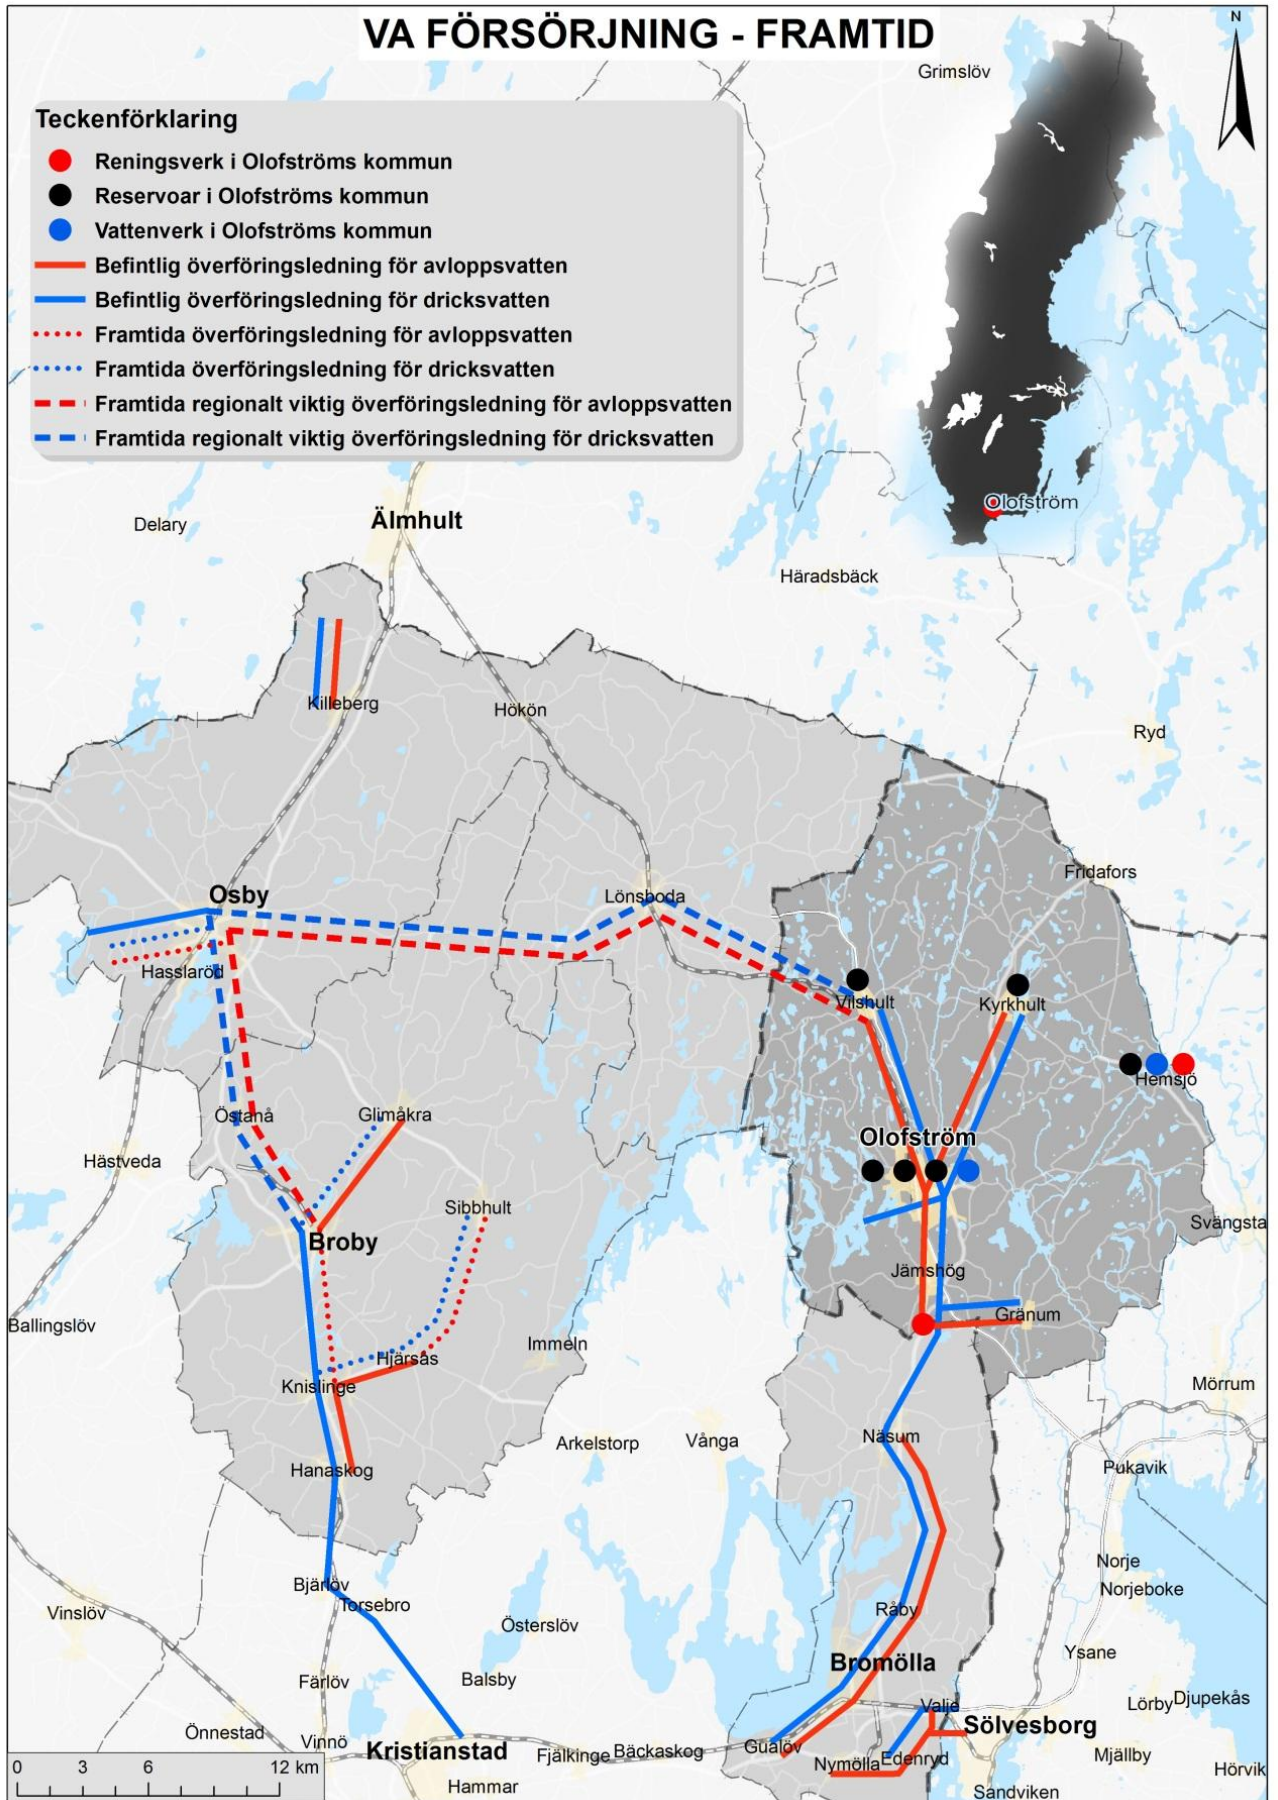 VA FÖRSÖRJNING - FRAMTID
N
Grimslöv
Teckenförklaring
Reningsverk i Olofströms kommun
Reservoar i Olofströms kommun
Vattenverk i Olofströms kommun
Befintlig överföringsledning för avloppsvatten
Befintlig överföringsledning för dricksvatten
Framtida överföringsledning för avloppsvatten
Framtida överföringsledning för dricksvatten
Framtida regionalt viktig överföringsledning för avloppsvatten
Framtida regionalt viktig överföringsledning för dricksvatten
Olofström
Delary
Älmhult
Häradsbäck
Killeberg
Hökön
Ryd
Fridafors
Osby
Lönsboda
Hasslaröd
Vilshult
Kyrkhult
Hemsjö
Östanå
Glimåkra
Olofström
Hästveda
Sibbhult
Svängsta
Broby
Jämshög
Gränum
Ballingslöv
Immeln
Hjärsås
Knislinge
Mörrum
Näsum
Arkelstorp
Vånga
Hanaskog
Pukavik
Norje
Norjeboke
Bjärlöv
Torsebro
Vinslöv
Råby
Österslöv
Ysane
Bromölla
Färlöv
Balsby
Valje
Lörby
Djupekås
Sölvesborg
Önnestad
Vinnö
Kristianstad
Fjälkinge
Bäckaskog
Gualöv
Nymölla
Edenryd
Mjällby
Hörvik
Hammar
Sandviken
0 3 6 12 km